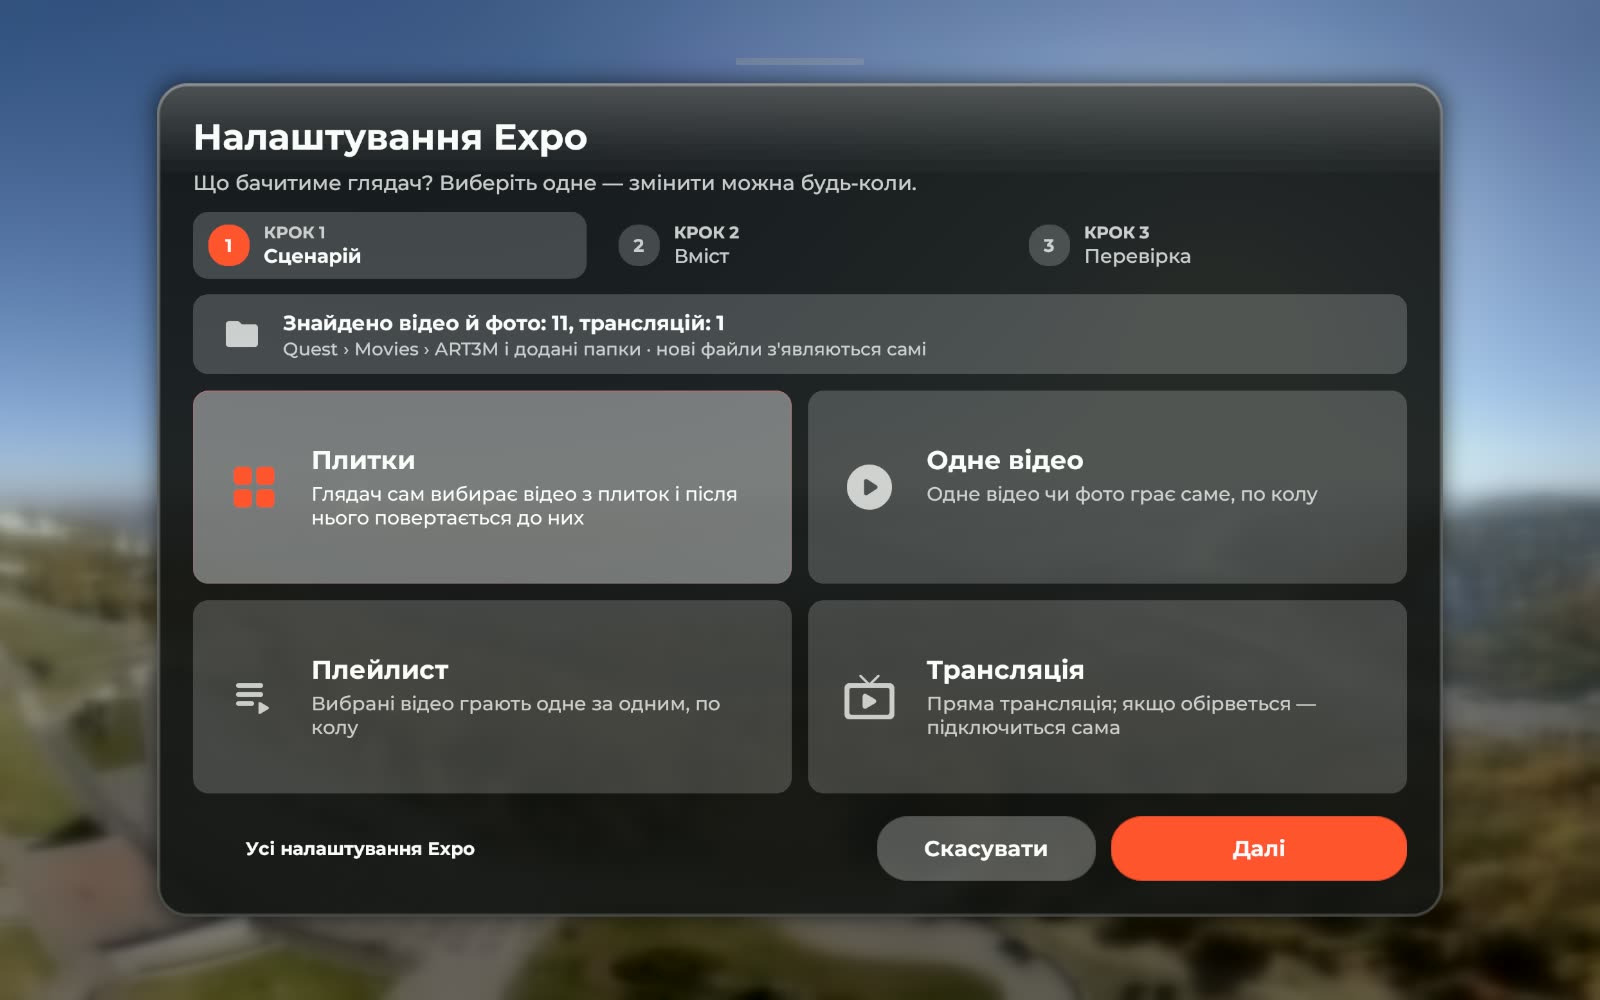 Налаштування Expo
Що бачитиме глядач? Виберіть одне — змінити можна будь-коли.
1
КРОК 1
Сценарій
2
КРОК 2
Вміст
3
КРОК 3
Перевірка
Знайдено відео й фото: 11, трансляцій: 1
Quest › Movies › ART3M і додані папки · нові файли з'являються самі
Плитки
Глядач сам вибирає відео з плиток і після
нього повертається до них
Одне відео
Одне відео чи фото грає саме, по колу
Плейлист
Вибрані відео грають одне за одним, по
колу
Трансляція
Пряма трансляція; якщо обірветься —
підключиться сама
Усі налаштування Expo
Скасувати
Далі